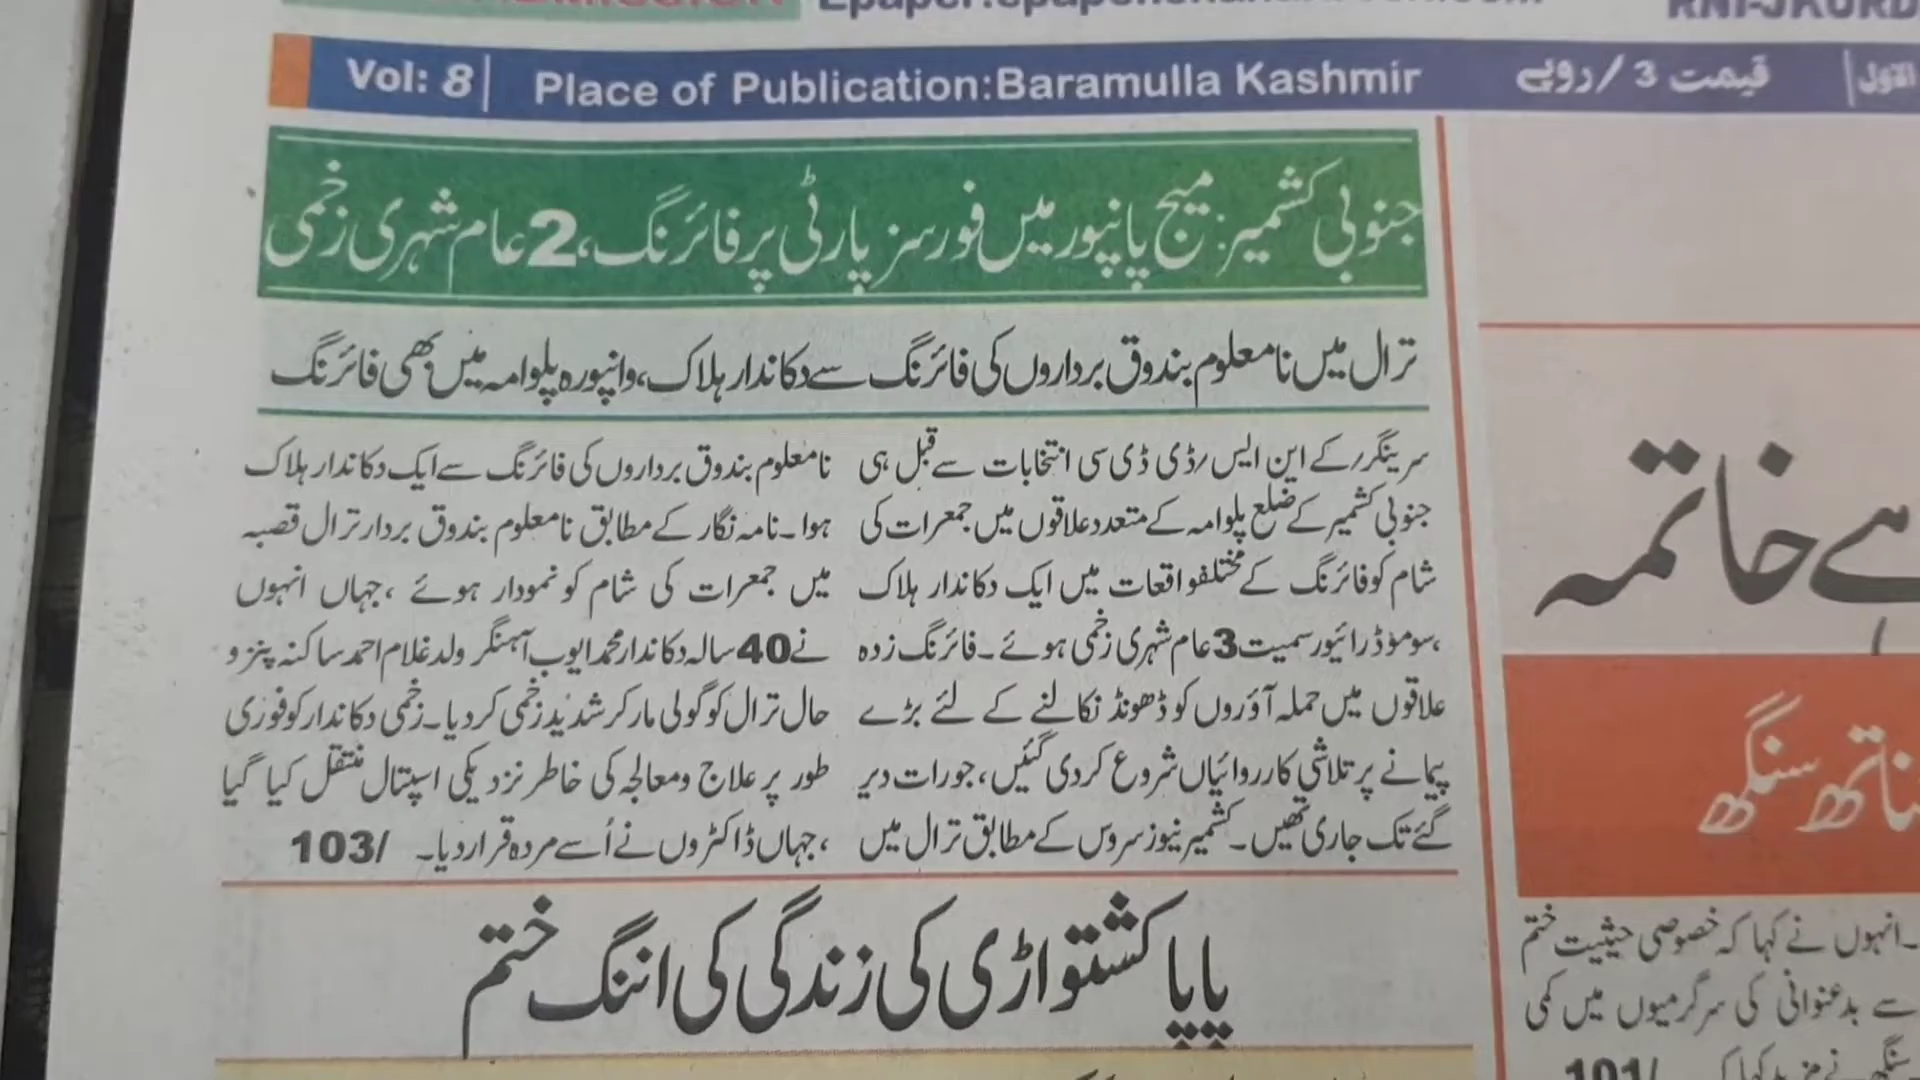 Vol: 8
Place of Publication:Baramulla Kashmir
قیمت 3/روپے
جنوبی کشمیر: میج پانپور میں فورسز پارٹی پر فائرنگ، 2 عام شہری زخمی
ترال میں نامعلوم بندوق برداروں کی فائرنگ سے دکاندار ہلاک، وانپورہ پلوامہ میں بھی فائرنگ
سرینگر/کے این ایس/ڈی ڈی سی انتخابات سے قبل ہی
جنوبی کشمیر کے ضلع پلوامہ کے متعدد علاقوں میں جمعرات کی
شام کو فائرنگ کے مختلفواقعات میں ایک دکاندار ہلاک
،سومو ڈرائیور سمیت 3 عام شہری زخمی ہوئے۔ فائرنگ زدہ
علاقوں میں حملہ آؤروں کو ڈھونڈ نکالنے کے لئے بڑے
پیمانے پر تلاشی کارروائیاں شروع کردی گئیں، جو رات دیر
گئے تک جاری تھیں۔ کشمیر نیوز سروس کے مطابق ترال میں
نامعلوم بندوق برداروں کی فائرنگ سے ایک دکاندار ہلاک
ہوا۔ نامہ نگار کے مطابق نامعلوم بندوق بردار ترال قصبہ
میں جمعرات کی شام کو نمودار ہوئے ،جہاں انہوں
نے 40 سالہ دکاندار محمد ایوب آہنگر ولد غلام احمد ساکنہ پنزو
حال ترال کو گولی مار کر شدید زخمی کردیا۔ زخمی دکاندار کو فوری
طور پر علاج و معالجہ کی خاطر نزدیکی اسپتال منتقل کیا گیا
،جہاں ڈاکٹروں نے اُسے مردہ قرار دیا۔ /103
پاپا کشتواڑی کی زندگی کی اننگ ختم
ہے خاتمہ
ناتھ سنگھ
۔انہوں نے کہا کہ خصوصی حیثیت ختم
سے بدعنوانی کی سرگرمیوں میں کمی
101/